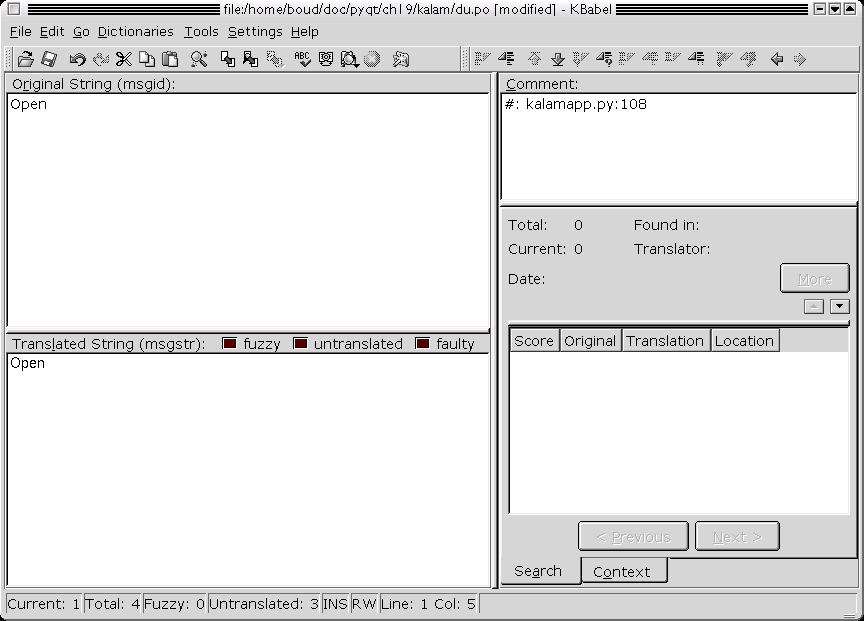 file:/home/boud/doc/pyqt/ch19/kalam/du.po [modified] - KBabel
File Edit Go Dictionaries Tools Settings Help
ABC
Original String (msgid):
Open
Translated String (msgstr): fuzzy untranslated faulty
Open
Comment:
#: kalamapp.py:108
Total: 0 Found in:
Current: 0 Translator:
Date:
More
Score Original Translation Location
< Previous Next >
Search Context
Current: 1 Total: 4 Fuzzy: 0 Untranslated: 3 INS RW Line: 1 Col: 5